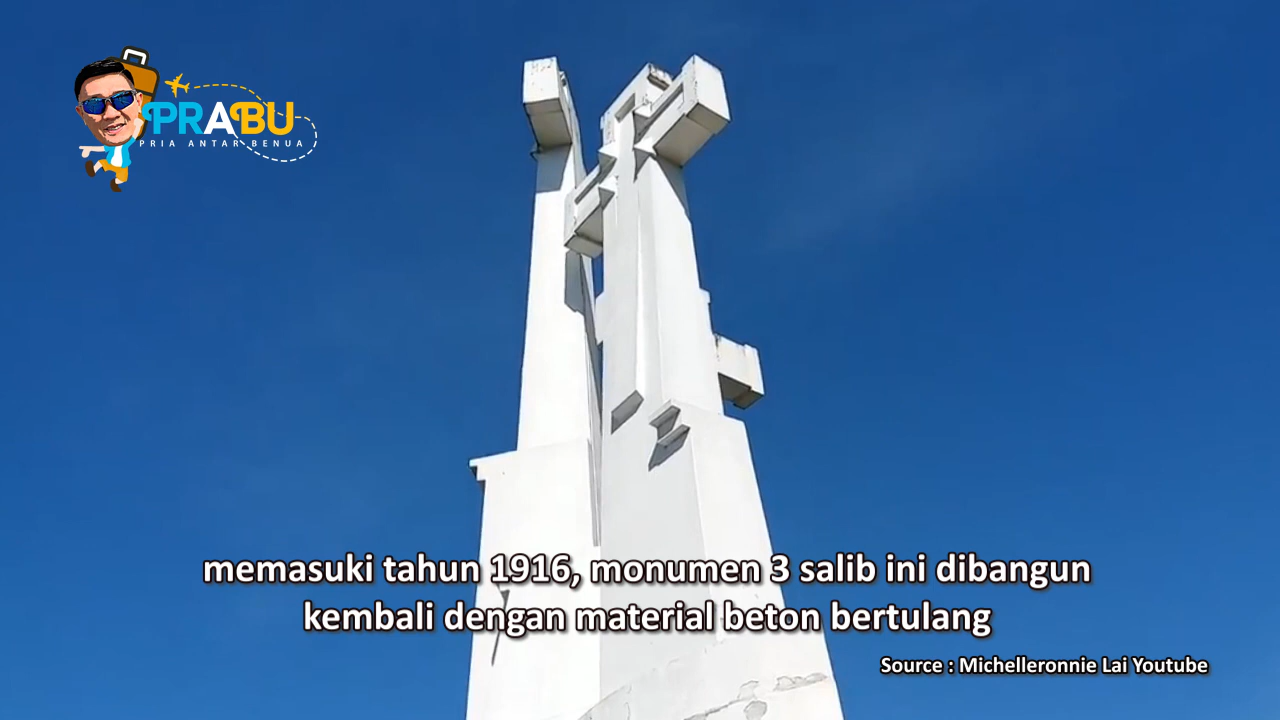 PRABU
PRIA ANTAR BENUA
memasuki tahun 1916, monumen 3 salib ini dibangun
kembali dengan material beton bertulang
Source : Michelleronnie Lai Youtube